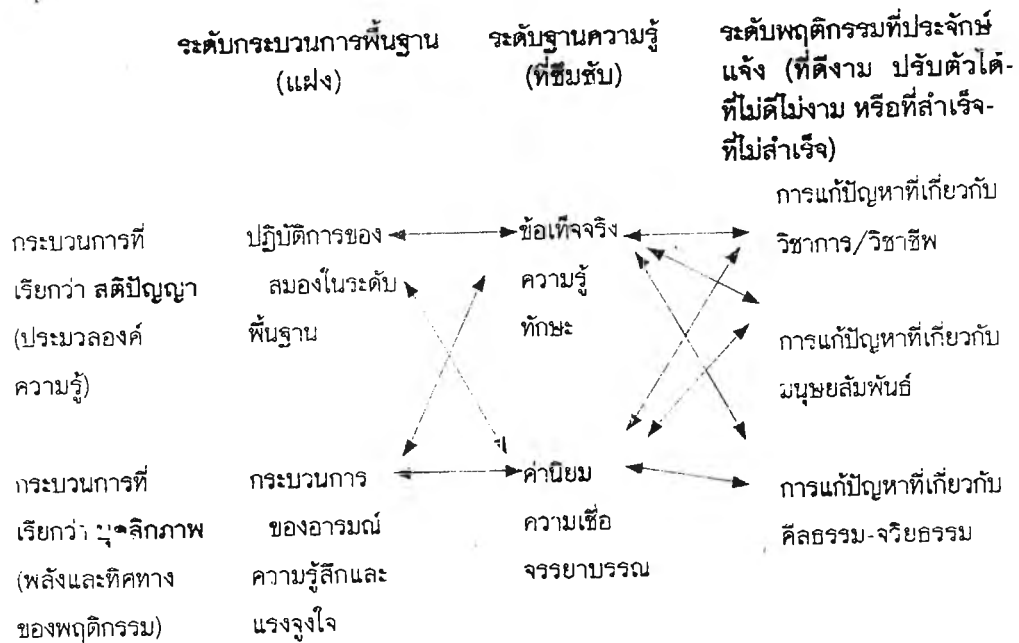 ระดับกระบวนการพื้นฐาน
(แฝง)
ระดับฐานความรู้
(ที่ซึมซับ)
ระดับพฤติกรรมที่ประจักษ์
แจ้ง (ที่ดีงาม ปรับตัวได้-
ที่ไม่ดีไม่งาม หรือที่สำเร็จ-
ที่ไม่สำเร็จ)
กระบวนการที่
เรียกว่า สติปัญญา
(ประมวลองค์
ความรู้)
ปฏิบัติการของ
สมองในระดับ
พื้นฐาน
ข้อเท็จจริง
ความรู้
ทักษะ
การแก้ปัญหาที่เกี่ยวกับ
วิชาการ/วิชาชีพ
การแก้ปัญหาที่เกี่ยวกับ
มนุษยสัมพันธ์
กระบวนการที่
เรียกว่า บุคลิกภาพ
(พลังและทิศทาง
ของพฤติกรรม)
กระบวนการ
ของอารมณ์
ความรู้สึกและ
แรงจูงใจ
ค่านิยม
ความเชื่อ
จรรยาบรรณ
การแก้ปัญหาที่เกี่ยวกับ
ศีลธรรม-จริยธรรม